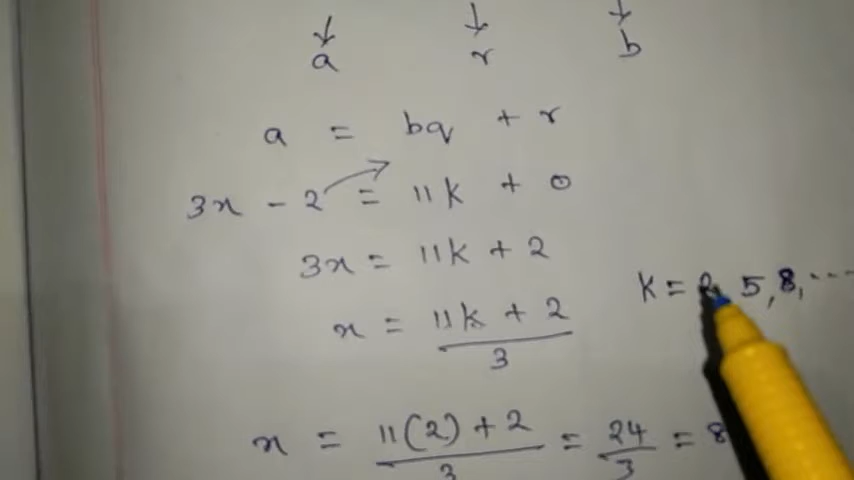 ↓ ↓ ↓
a r b
a = bq + r
3x - 2 = 11k + 0
3x = 11k + 2
x = 11k + 2 / 3
K = 2, 5, 8, ...
x = 11(2) + 2 / 3 = 24 / 3 = 8